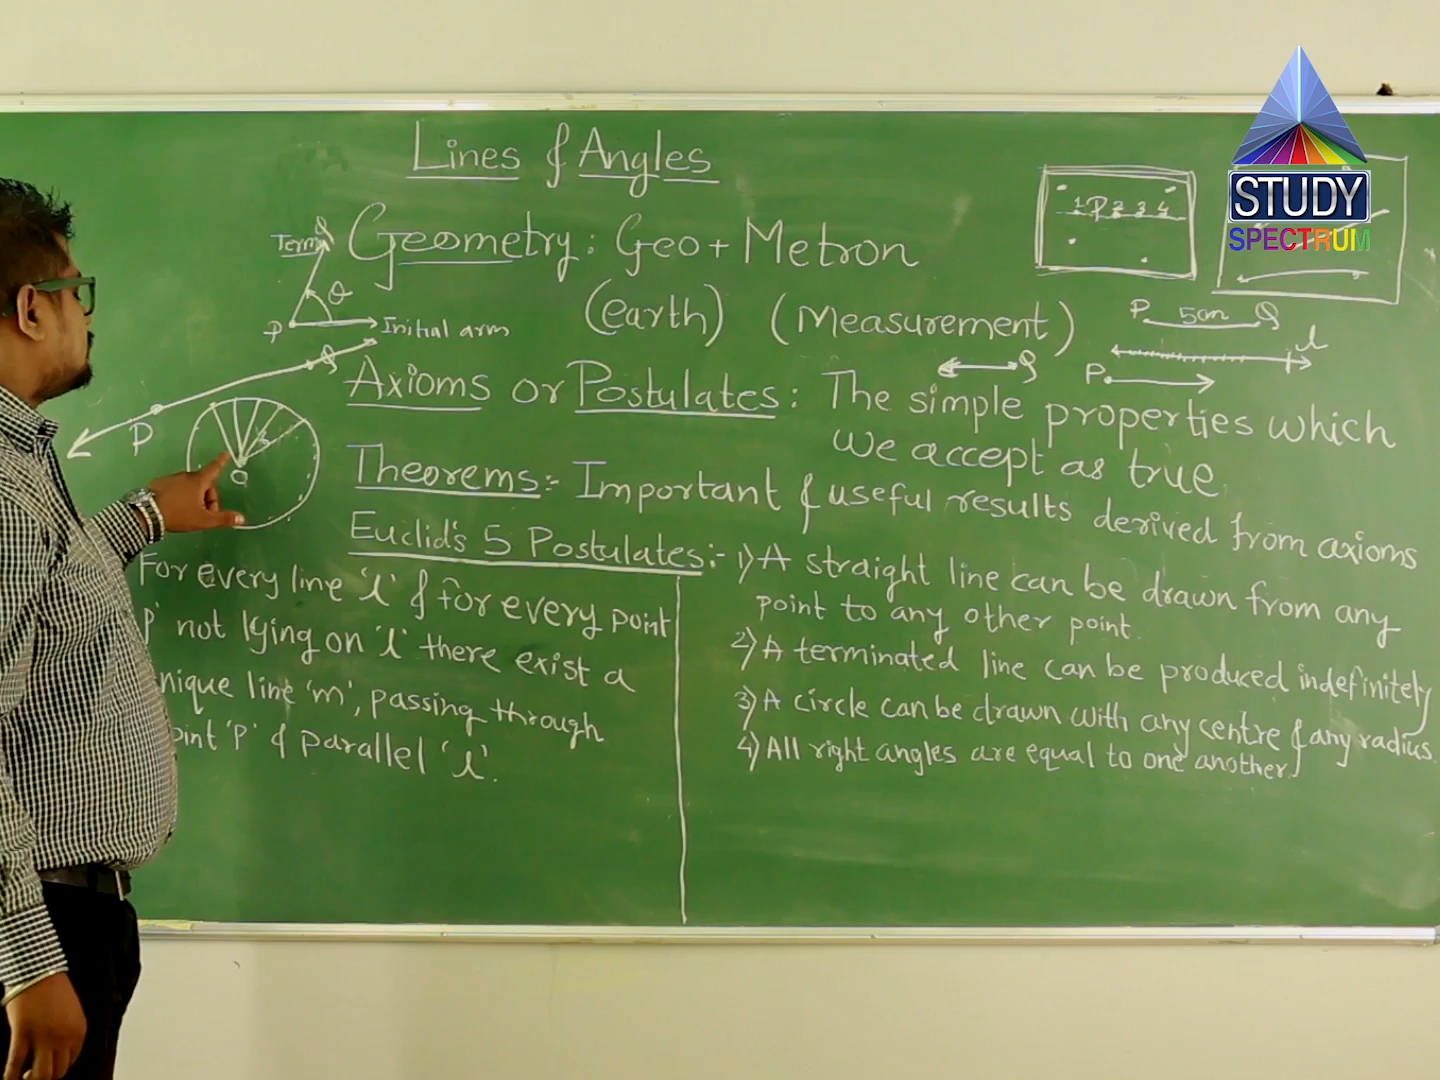 Lines & Angles
STUDY
SPECTRUM
Term
Q
Geometry: Geo + Metron
1 P 2 3 4
θ
P
Initial arm
(earth) (Measurement)
P 5cm Q
l
Q
P
Q
P
Axioms or Postulates: The simple properties which
we accept as true
Theorems:- Important & useful results derived from axioms
Euclid's 5 Postulates:- 1) A straight line can be drawn from any
point to any other point.
2) A terminated line can be produced indefinitely
3) A circle can be drawn with any centre & any radius.
4) All right angles are equal to one another
For every line 'l' & for every point
P' not lying on 'l' there exist a
nique line 'm', passing through
oint 'P' & parallel 'l'.